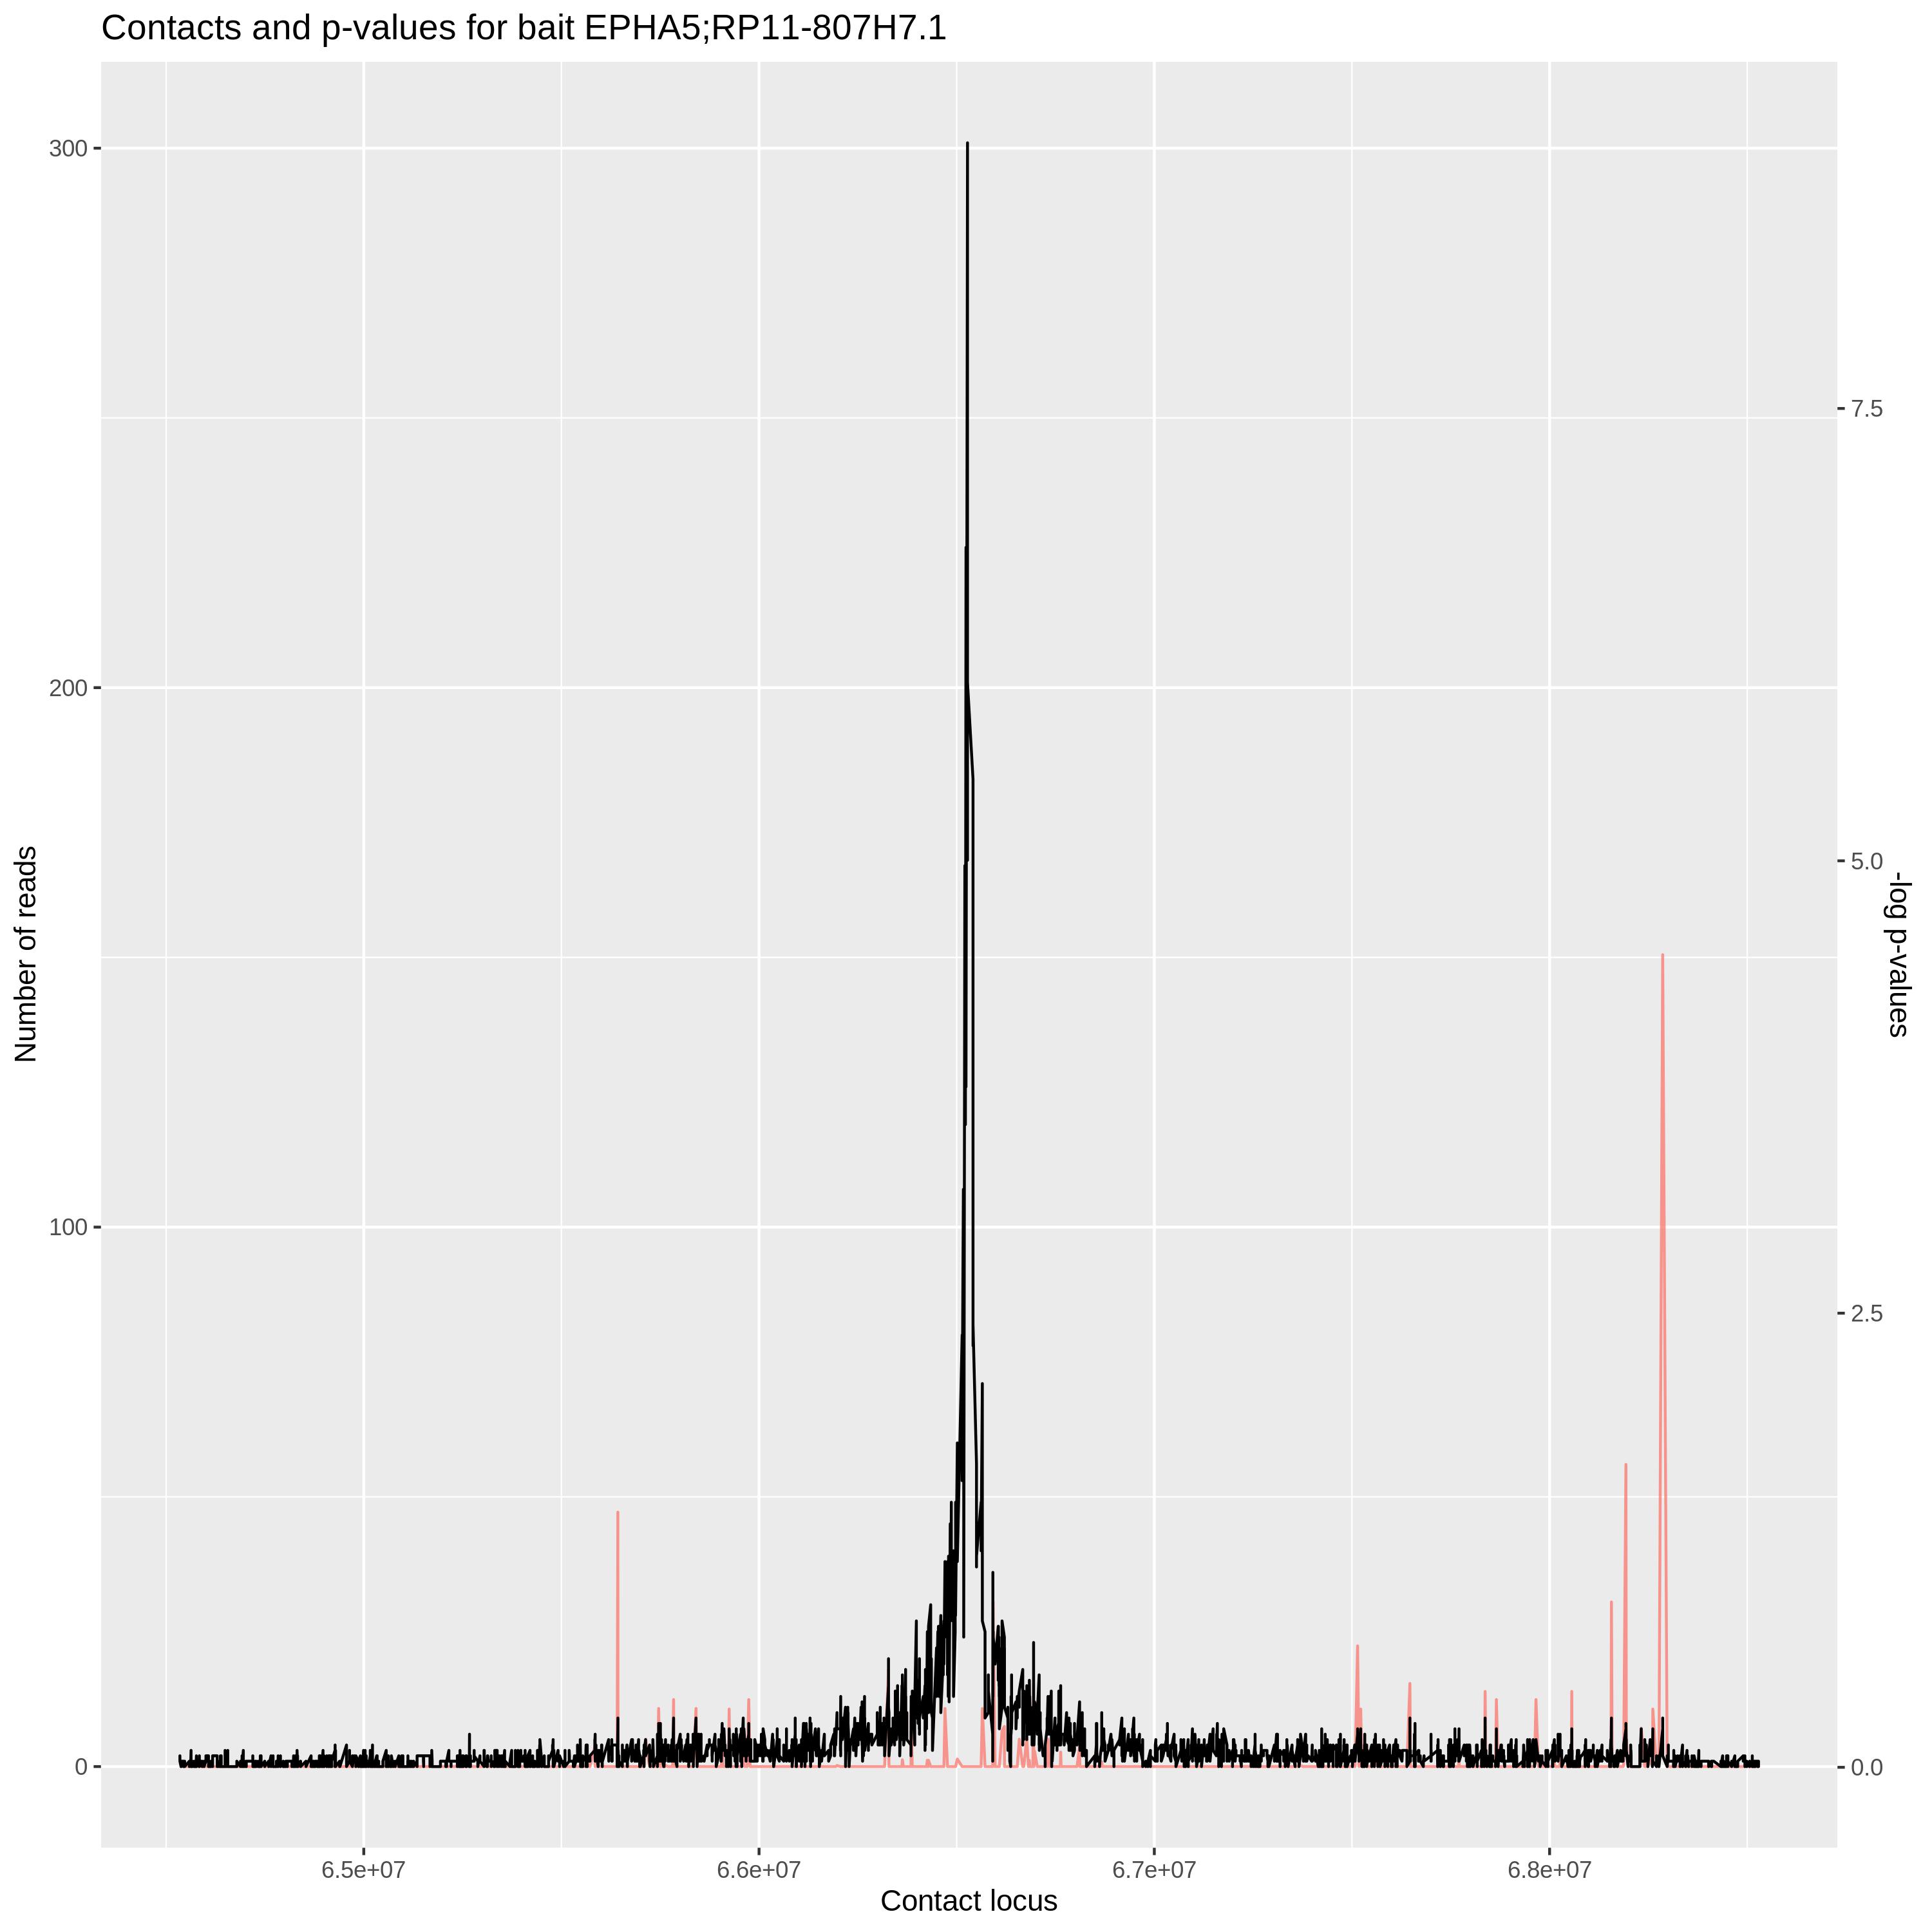 Contacts and p-values for bait EPHA5;RP11-807H7.1
300
200
100
0
Number of reads
7.5
5.0
2.5
0.0
-log p-values
6.5e+07
6.6e+07
6.7e+07
6.8e+07
Contact locus